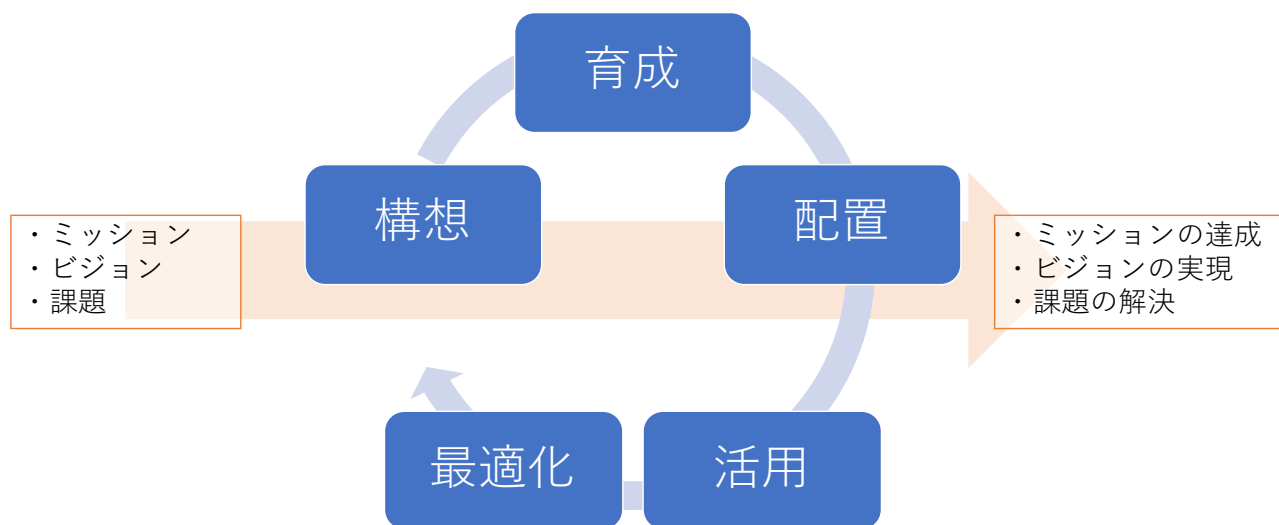 育成
構想
配置
・ミッション
・ビジョン
・課題
・ミッションの達成
・ビジョンの実現
・課題の解決
最適化
活用